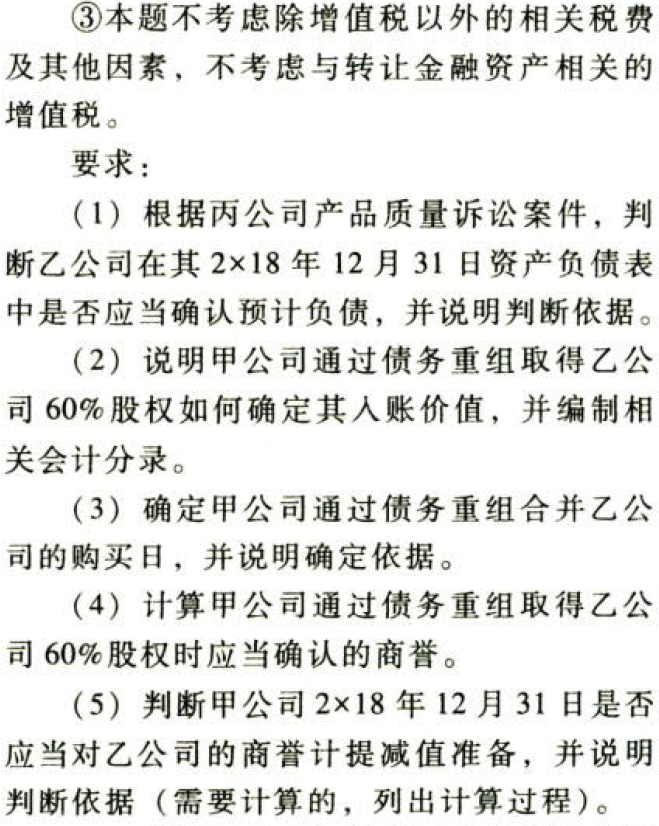 ③本题不考虑除增值税以外的相关税费
及其他因素，不考虑与转让金融资产相关的
增值税。
要求：
（1）根据丙公司产品质量诉讼案件，判
断乙公司在其 2×18 年 12 月 31 日资产负债表
中是否应当确认预计负债，并说明判断依据。
（2）说明甲公司通过债务重组取得乙公
司 60%股权如何确定其入账价值，并编制相
关会计分录。
（3）确定甲公司通过债务重组合并乙公
司的购买日，并说明确定依据。
（4）计算甲公司通过债务重组取得乙公
司 60%股权时应当确认的商誉。
（5）判断甲公司 2×18 年 12 月 31 日是否
应当对乙公司的商誉计提减值准备，并说明
判断依据（需要计算的，列出计算过程）。